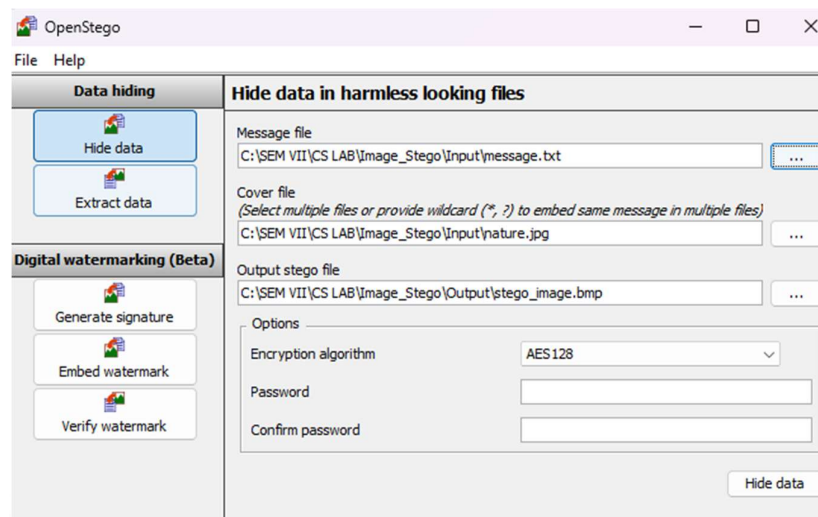 OpenStego
File Help
Data hiding
Hide data
Extract data
Digital watermarking (Beta)
Generate signature
Embed watermark
Verify watermark
Hide data in harmless looking files
Message file
C:\SEM VII\CS LAB\Image_Stego\Input\message.txt
...
Cover file
(Select multiple files or provide wildcard (*, ?) to embed same message in multiple files)
C:\SEM VII\CS LAB\Image_Stego\Input\nature.jpg
...
Output stego file
C:\SEM VII\CS LAB\Image_Stego\Output\stego_image.bmp
...
Options
Encryption algorithm AES128
Password
Confirm password
Hide data